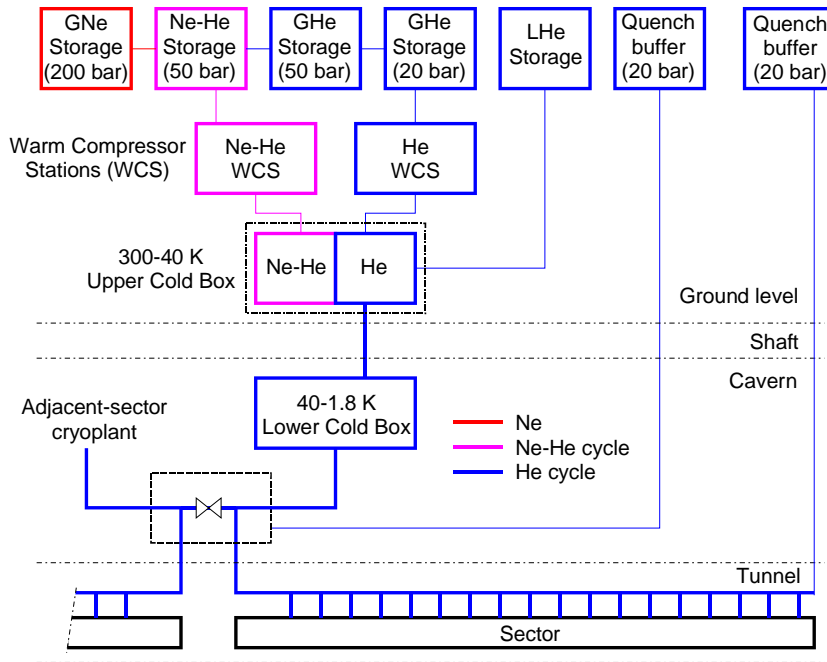 GNe
Storage
(200 bar)
Ne-He
Storage
(50 bar)
GHe
Storage
(50 bar)
GHe
Storage
(20 bar)
LHe
Storage
Quench
buffer
(20 bar)
Quench
buffer
(20 bar)
Warm Compressor
Stations (WCS)
Ne-He
WCS
He
WCS
300-40 K
Upper Cold Box
Ne-He
He
Ground level
Shaft
Cavern
Adjacent-sector
cryoplant
40-1.8 K
Lower Cold Box
Ne
Ne-He cycle
He cycle
Tunnel
Sector